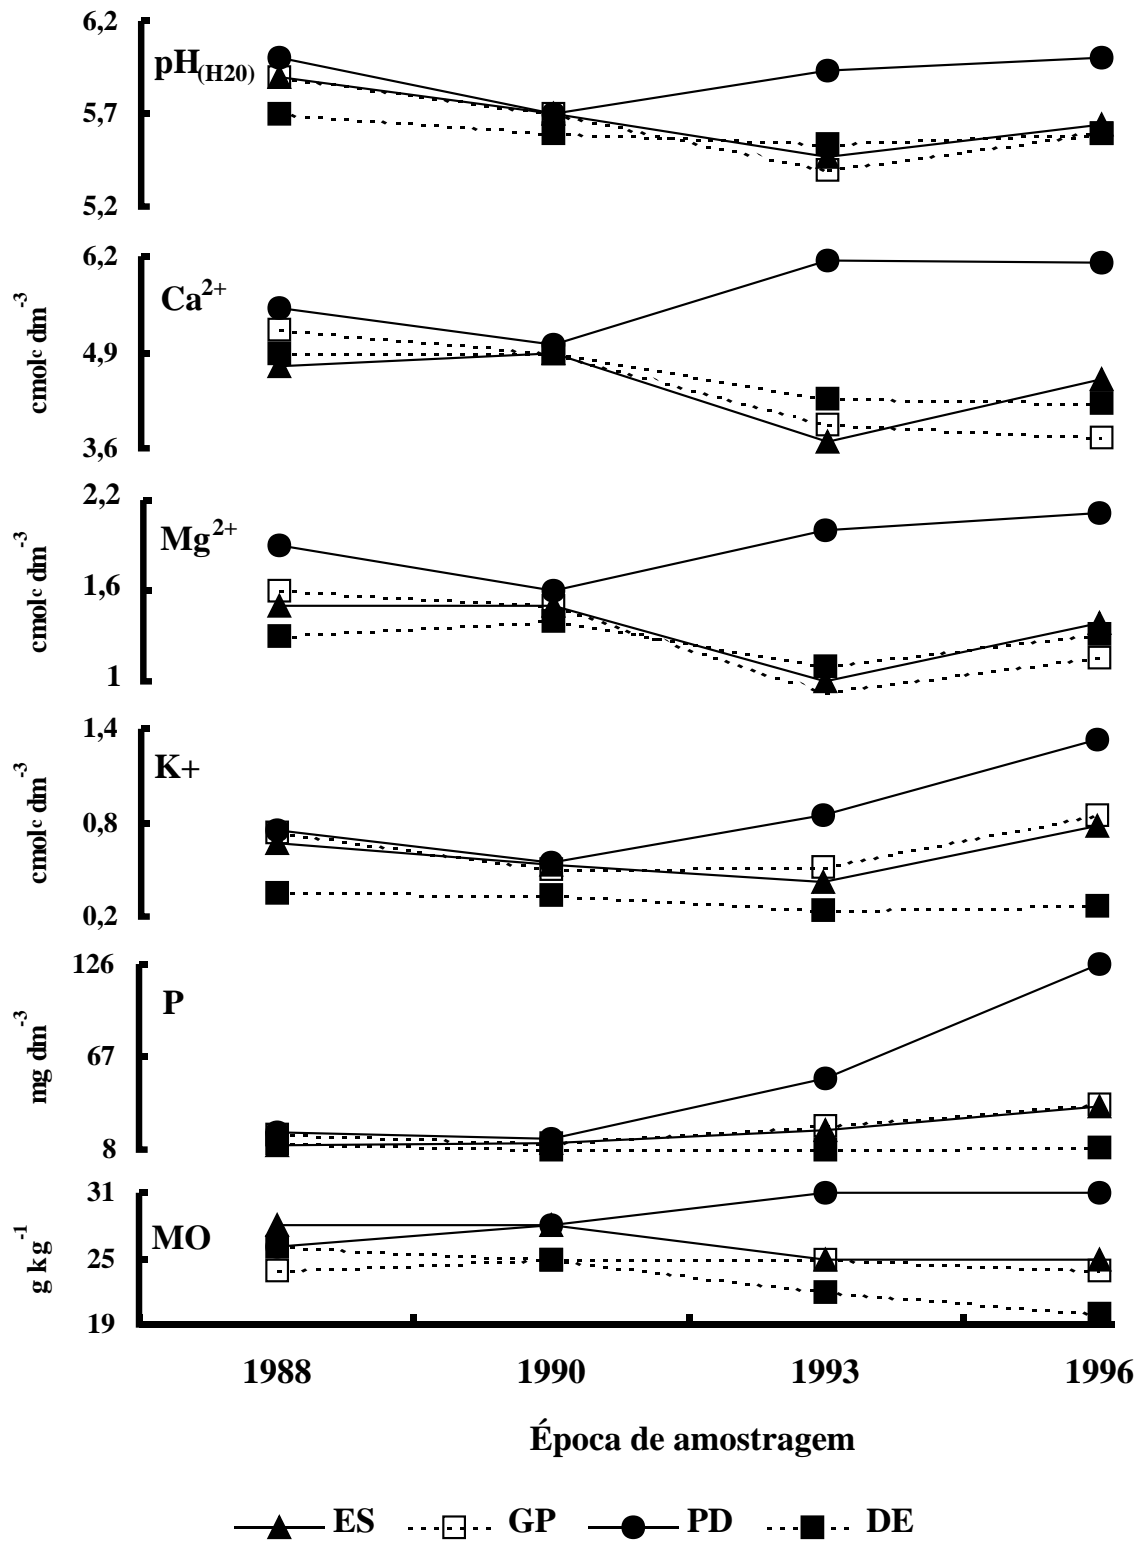 6,2
pH(H20)
5,7
5,2
6,2
Ca2+
cmolc dm-3
4,9
3,6
2,2
Mg2+
cmolc dm-3
1,6
1
1,4
K+
cmolc dm-3
0,8
0,2
126
P
mg dm-3
67
8
31
MO
g kg-1
25
19
1988 1990 1993 1996
Época de amostragem
ES GP PD DE